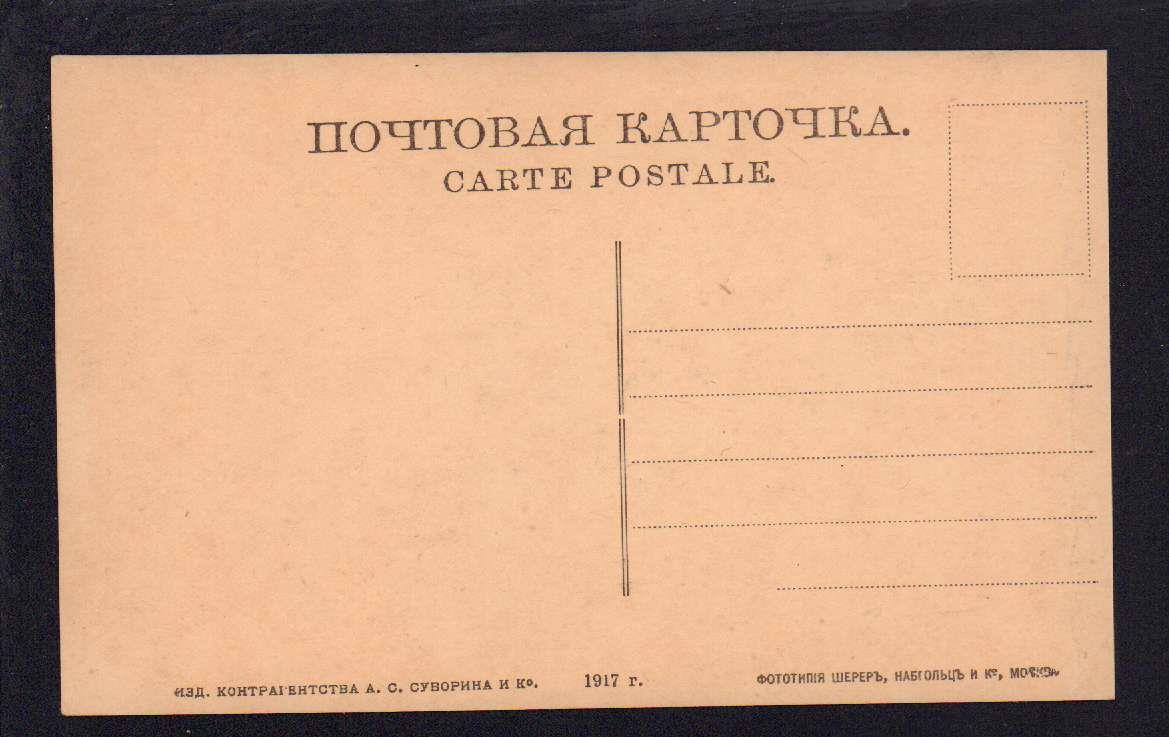 ПОЧТОВАЯ КАРТОЧКА.
CARTE POSTALE.
ИЗД. КОНТРАГЕНТСТВА А. С. СУВОРИНА И Кº. 1917 г. ФОТОТИПІЯ ШЕРЕРЪ, НАБГОЛЬЦЪ И Кº, МОСКВА